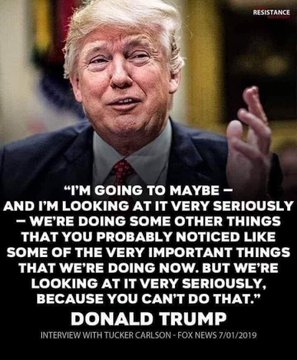 RESISTANCE
“I’M GOING TO MAYBE –
AND I’M LOOKING AT IT VERY SERIOUSLY
– WE’RE DOING SOME OTHER THINGS
THAT YOU PROBABLY NOTICED LIKE
SOME OF THE VERY IMPORTANT THINGS
THAT WE’RE DOING NOW. BUT WE’RE
LOOKING AT IT VERY SERIOUSLY,
BECAUSE YOU CAN’T DO THAT.”
DONALD TRUMP
INTERVIEW WITH TUCKER CARLSON - FOX NEWS 7/01/2019